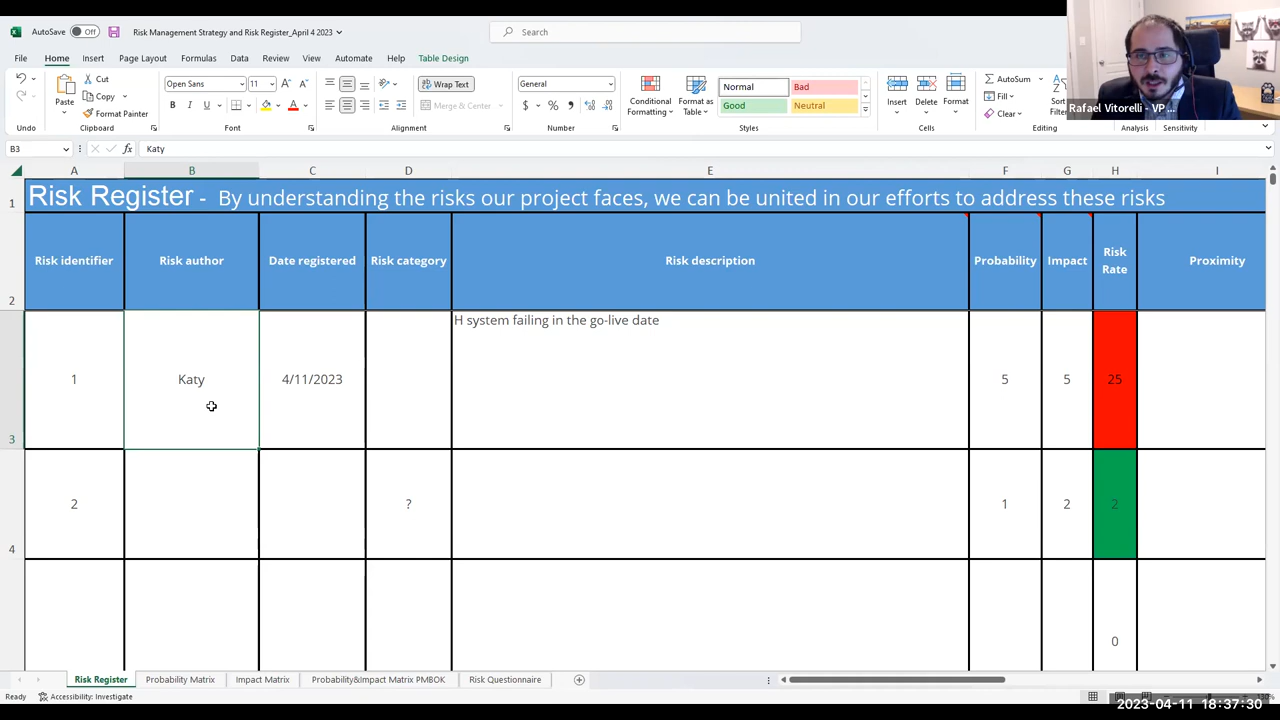 AutoSave Off Risk Management Strategy and Risk Register_April 4 2023 Search
File Home Insert Page Layout Formulas Data Review View Automate Help Table Design
Undo
Paste Cut Copy Format Painter
Clipboard
Open Sans 11
B I U A
Font
Wrap Text
Merge & Center
Alignment
General
$ % 9
Number
Conditional Formatting
Format as Table
Normal Bad
Good Neutral
Styles
Insert Delete Format
Cells
AutoSum
Fill
Clear
Editing
Analysis
Sensitivity
Rafael Vitorelli - VP ...
B3 fx Katy
A B C D E F G H I
1 Risk Register - By understanding the risks our project faces, we can be united in our efforts to address these risks
2 Risk identifier Risk author Date registered Risk category Risk description Probability Impact Risk Rate Proximity
3 1 Katy 4/11/2023 H system failing in the go-live date 5 5 25
4 2 ? 1 2 2
0
Risk Register Probability Matrix Impact Matrix Probability&Impact Matrix PMBOK Risk Questionnaire
Ready Accessibility: Investigate
2023-04-11 18:37:30